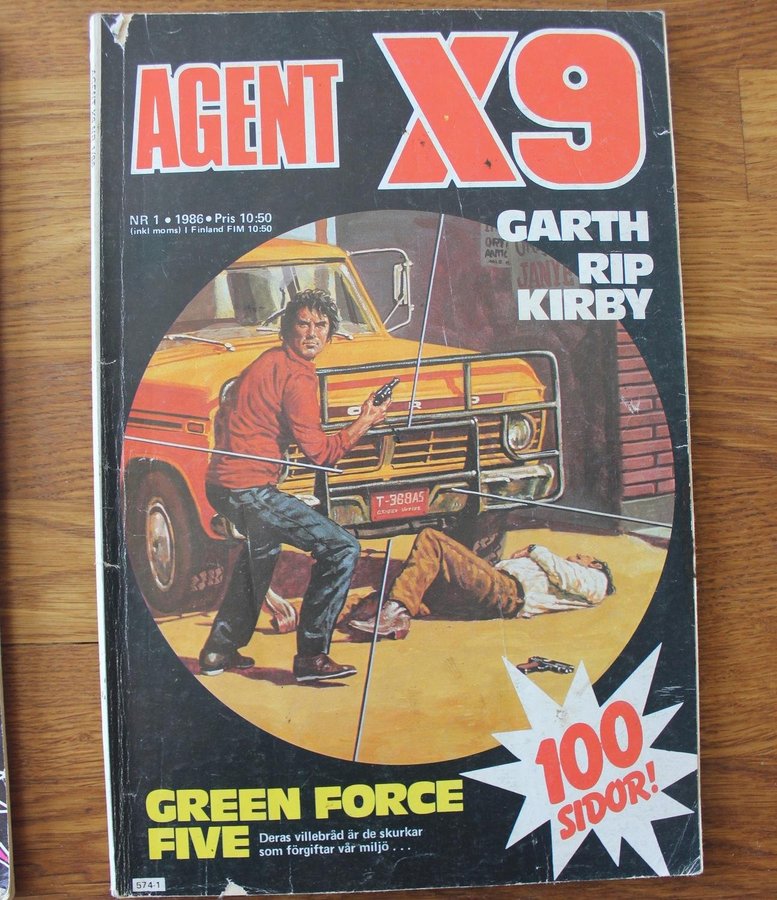 AGENT X9
NR 1 • 1986 • Pris 10:50
(inkl moms) I Finland FIM 10:50
GARTH
RIP
KIRBY
T-368AS
100
SIDOR!
GREEN FORCE
FIVE
Deras villebråd är de skurkar
som förgiftar vår miljö . . .
574-1